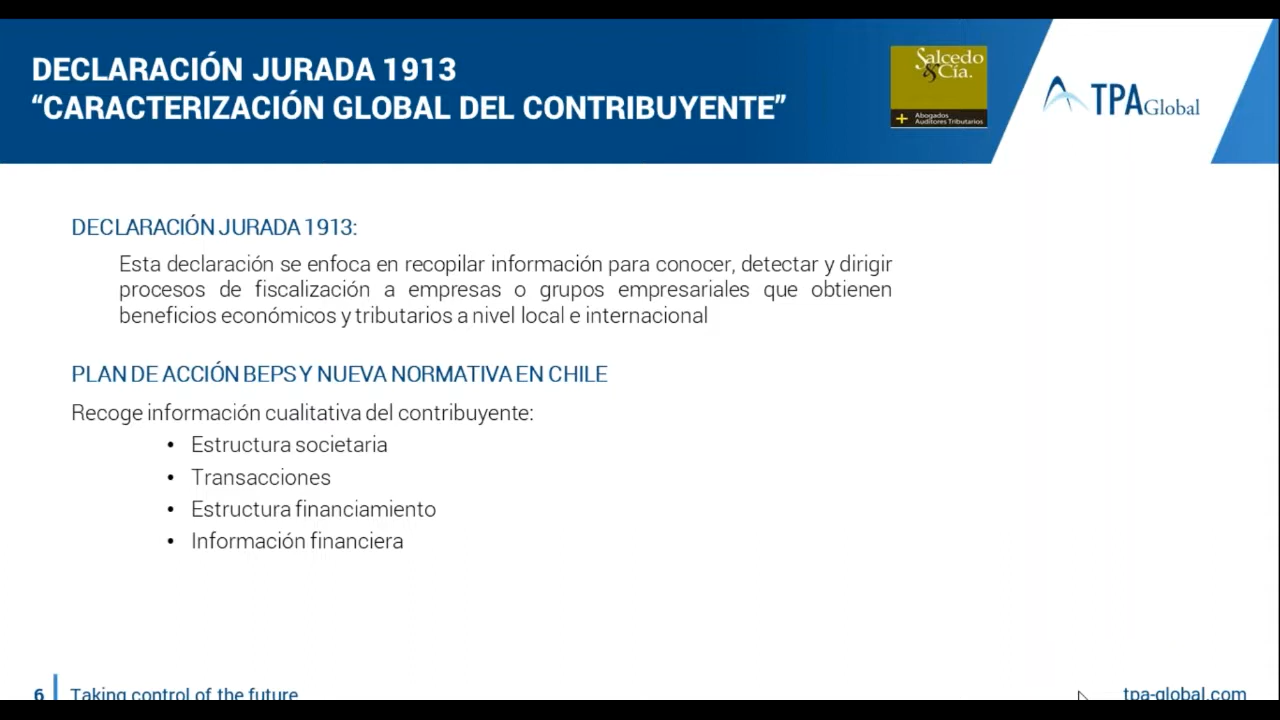 DECLARACIÓN JURADA 1913
“CARACTERIZACIÓN GLOBAL DEL CONTRIBUYENTE”
Salcedo
&Cía.
+ Abogados
Auditores Tributarios
TPAGlobal
DECLARACIÓN JURADA 1913:
Esta declaración se enfoca en recopilar información para conocer, detectar y dirigir
procesos de fiscalización a empresas o grupos empresariales que obtienen
beneficios económicos y tributarios a nivel local e internacional
PLAN DE ACCIÓN BEPS Y NUEVA NORMATIVA EN CHILE
Recoge información cualitativa del contribuyente:
• Estructura societaria
• Transacciones
• Estructura financiamiento
• Información financiera
6 Taking control of the future
tpa-global.com